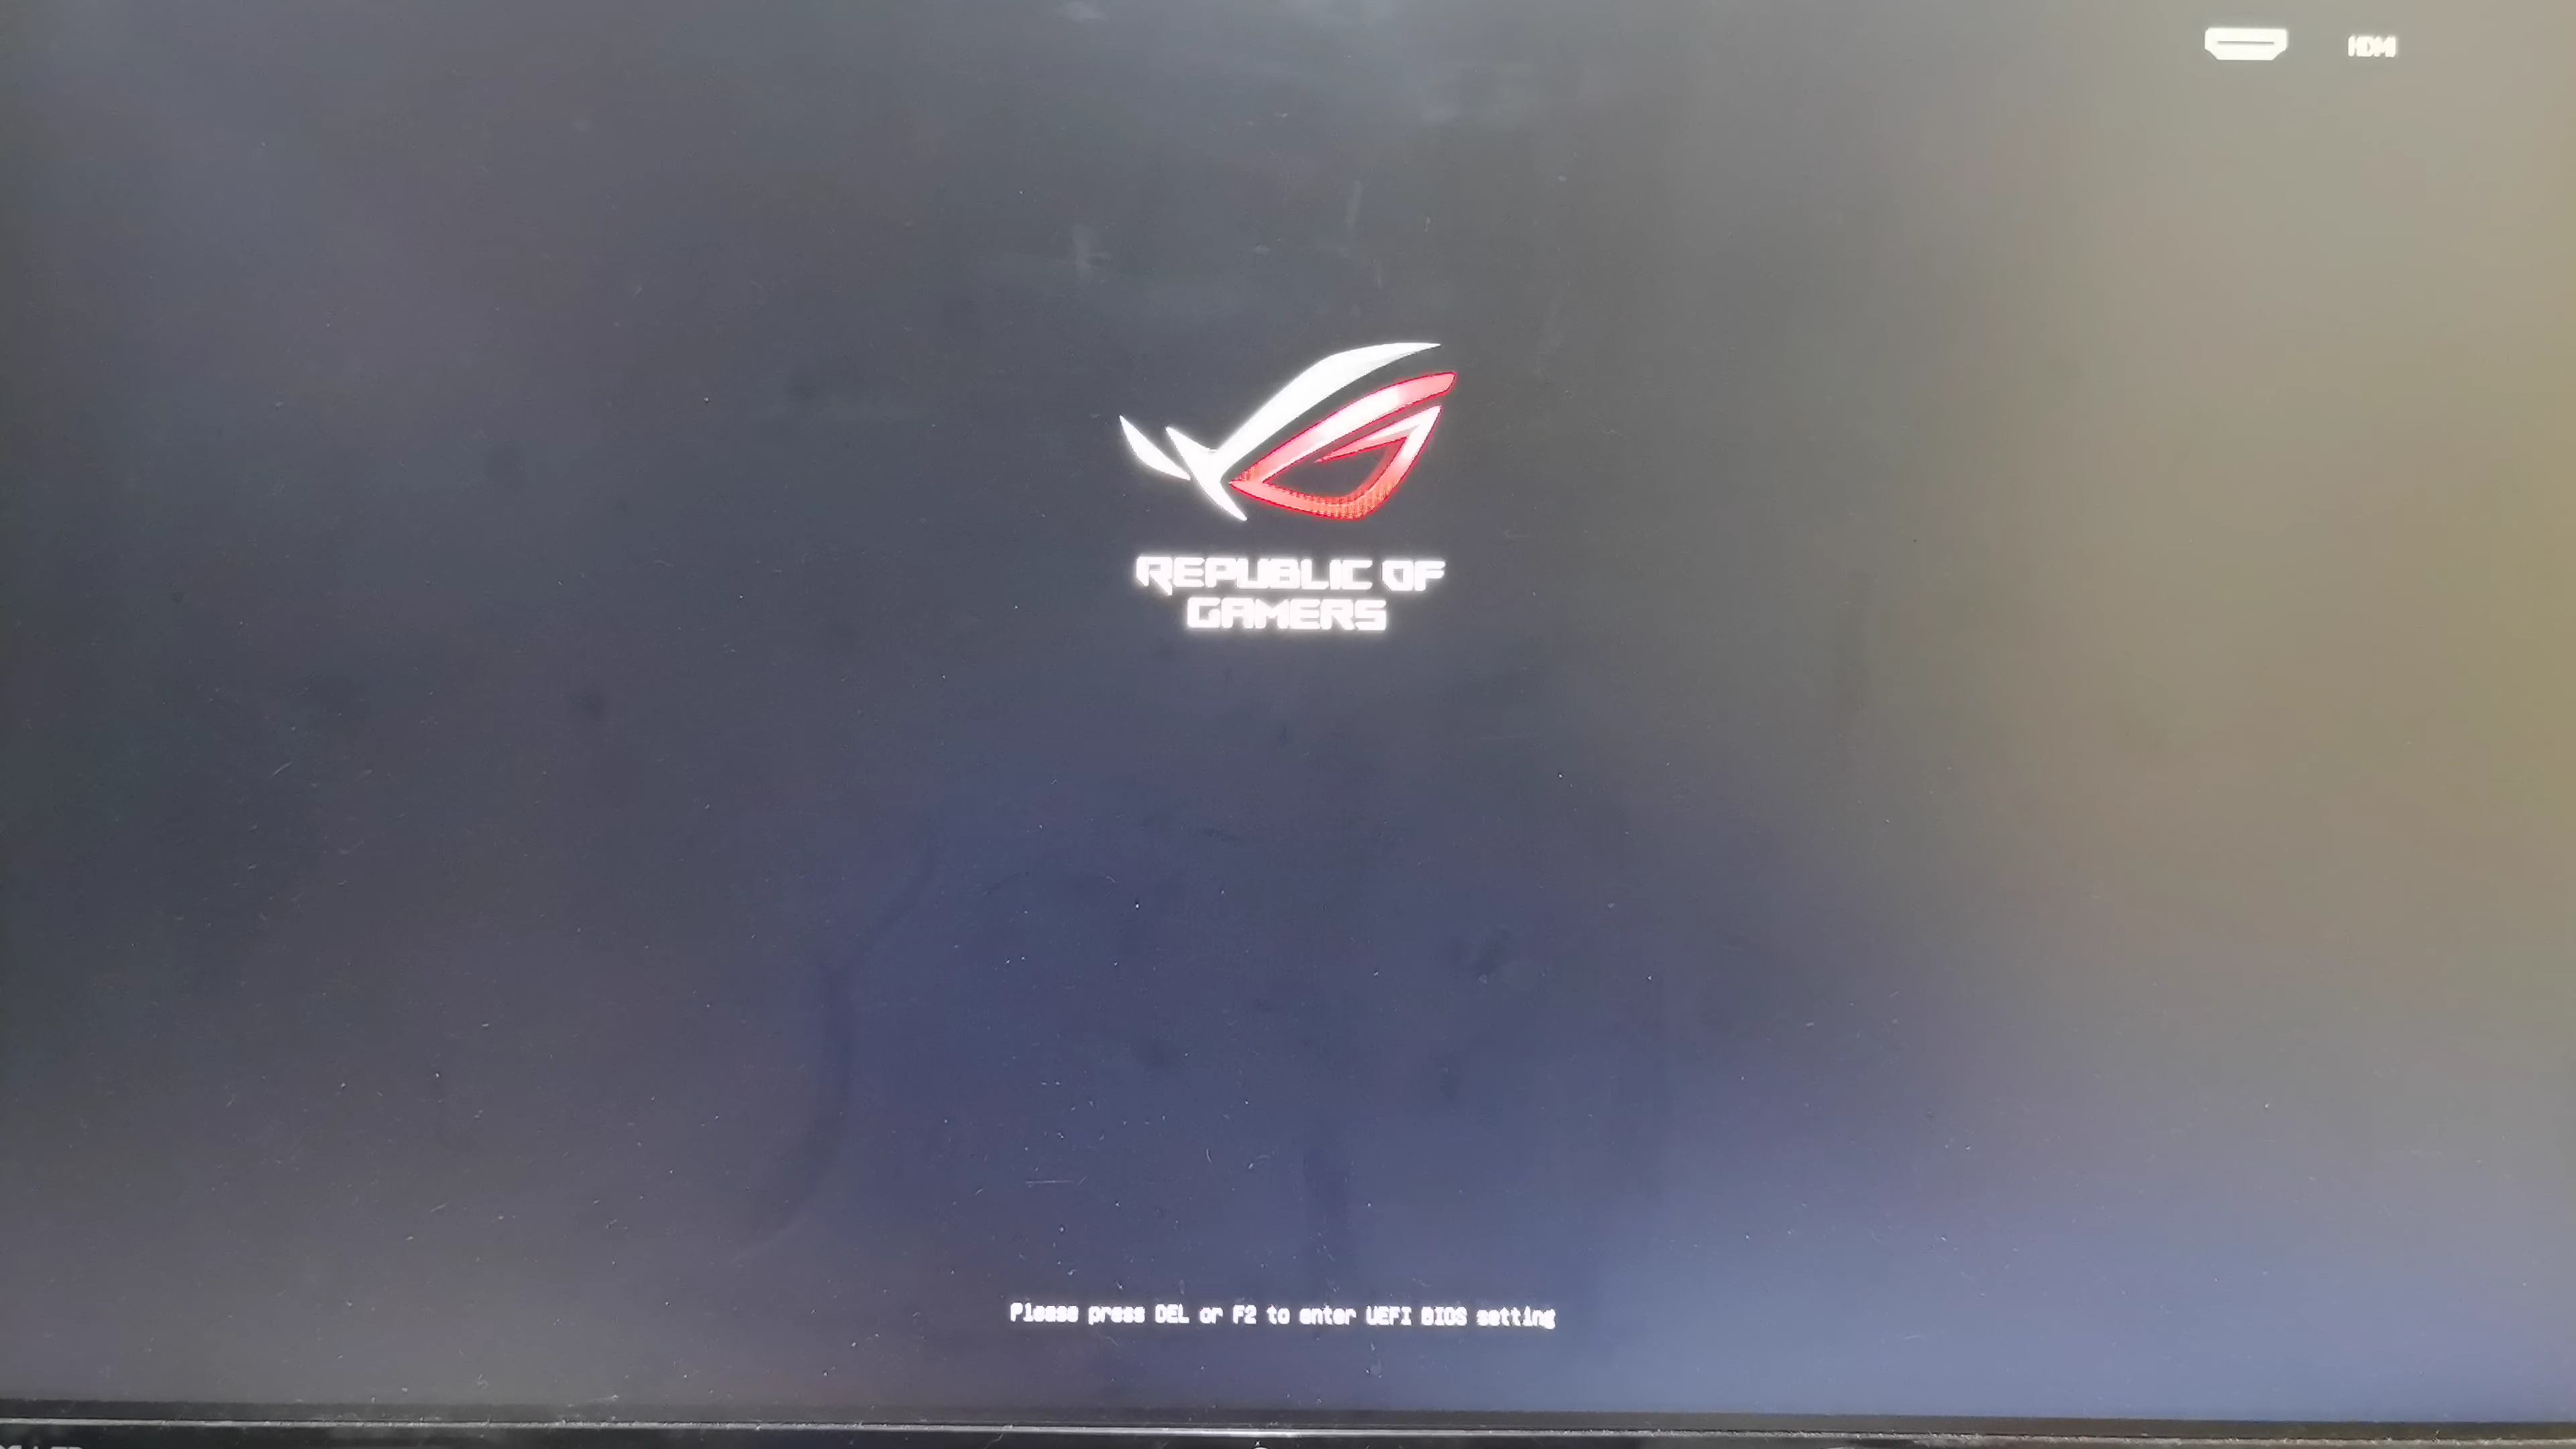 HDMI
REPUBLIC OF
GAMERS
Please press DEL or F2 to enter UEFI BIOS setting